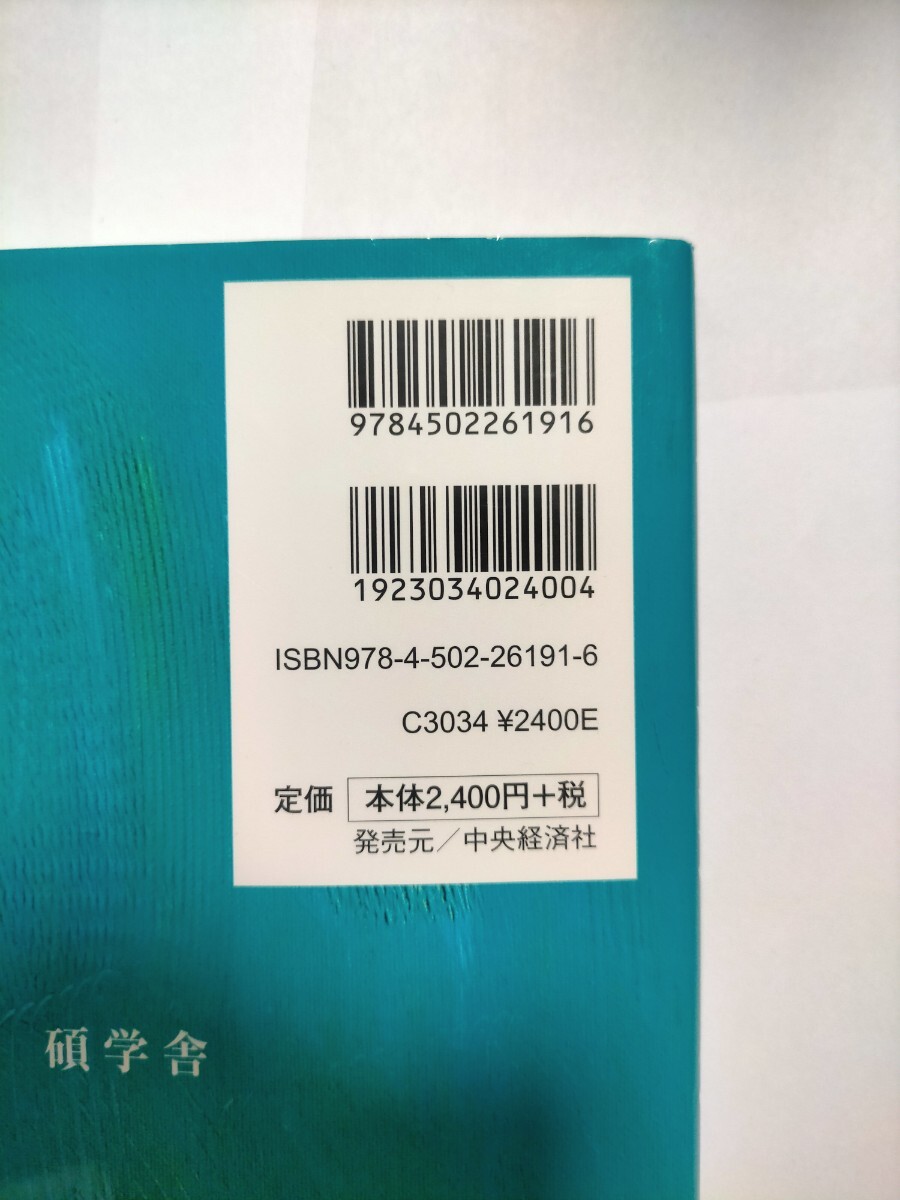 9784502261916
1923034024004
ISBN978-4-502-26191-6
C3034 ¥2400E
定価 本体2,400円+税
発売元／中央経済社
碩学舎